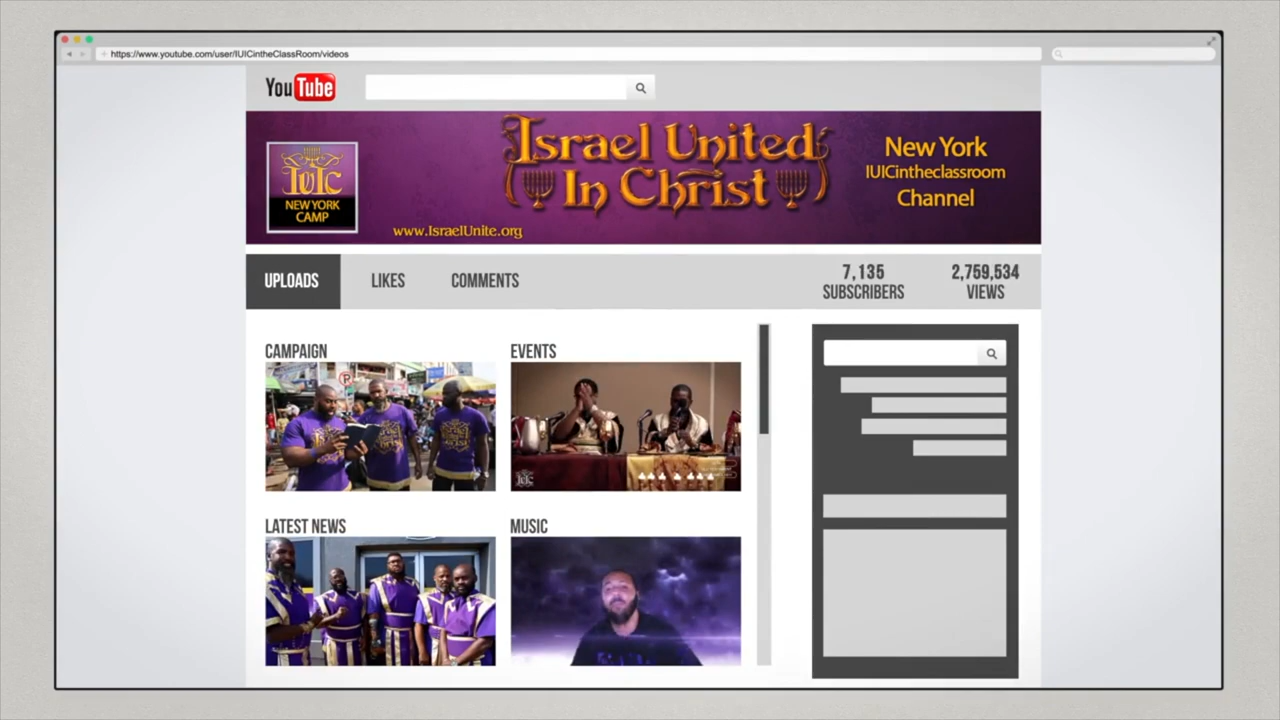 https://www.youtube.com/user/IUICintheClassRoom/videos
YouTube
Israel United
In Christ
IUIC
NEW YORK
CAMP
www.IsraelUnite.org
New York
IUICintheclassroom
Channel
UPLOADS
LIKES
COMMENTS
7,135
SUBSCRIBERS
2,759,534
VIEWS
CAMPAIGN
EVENTS
P
IUIC
LATEST NEWS
MUSIC